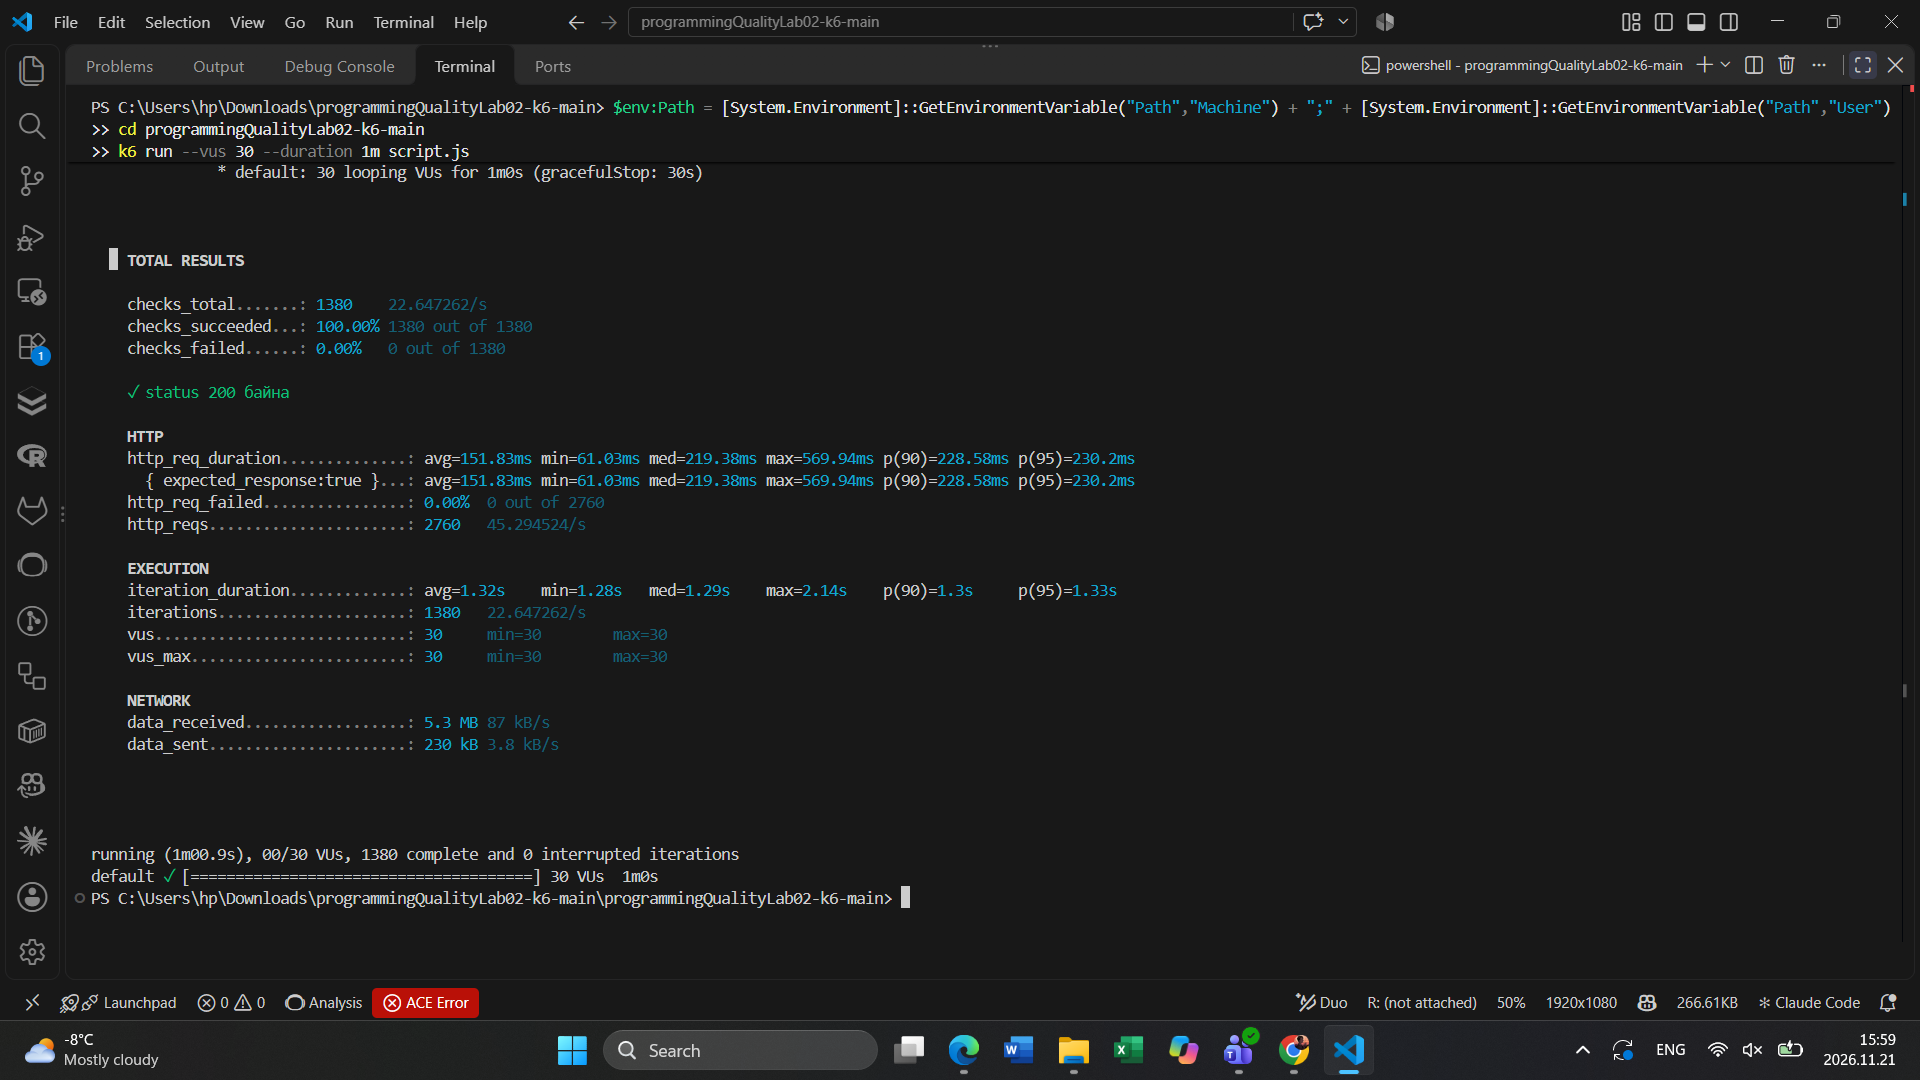 File Edit Selection View Go Run Terminal Help
programmingQualityLab02-k6-main
Problems Output Debug Console Terminal Ports
powershell - programmingQualityLab02-k6-main
PS C:\Users\hp\Downloads\programmingQualityLab02-k6-main> $env:Path = [System.Environment]::GetEnvironmentVariable("Path","Machine") + ";" + [System.Environment]::GetEnvironmentVariable("Path","User")
>> cd programmingQualityLab02-k6-main
>> k6 run --vus 30 --duration 1m script.js
* default: 30 looping VUs for 1m0s (gracefulStop: 30s)
TOTAL RESULTS
checks_total.......: 1380 22.647262/s
checks_succeeded...: 100.00% 1380 out of 1380
checks_failed......: 0.00% 0 out of 1380
✓ status 200 байна
HTTP
http_req_duration..............: avg=151.83ms min=61.03ms med=219.38ms max=569.94ms p(90)=228.58ms p(95)=230.2ms
{ expected_response:true }...: avg=151.83ms min=61.03ms med=219.38ms max=569.94ms p(90)=228.58ms p(95)=230.2ms
http_req_failed................: 0.00% 0 out of 2760
http_reqs......................: 2760 45.294524/s
EXECUTION
iteration_duration.............: avg=1.32s min=1.28s med=1.29s max=2.14s p(90)=1.3s p(95)=1.33s
iterations.....................: 1380 22.647262/s
vus............................: 30 min=30 max=30
vus_max........................: 30 min=30 max=30
NETWORK
data_received..................: 5.3 MB 87 kB/s
data_sent......................: 230 kB 3.8 kB/s
running (1m00.9s), 00/30 VUs, 1380 complete and 0 interrupted iterations
default ✓ [======================================] 30 VUs 1m0s
PS C:\Users\hp\Downloads\programmingQualityLab02-k6-main\programmingQualityLab02-k6-main>
1
Launchpad 0 0 Analysis ACE Error
Duo R: (not attached) 50% 1920x1080 266.61KB Claude Code
-8°C
Mostly cloudy
Search
ENG
15:59
2026.11.21